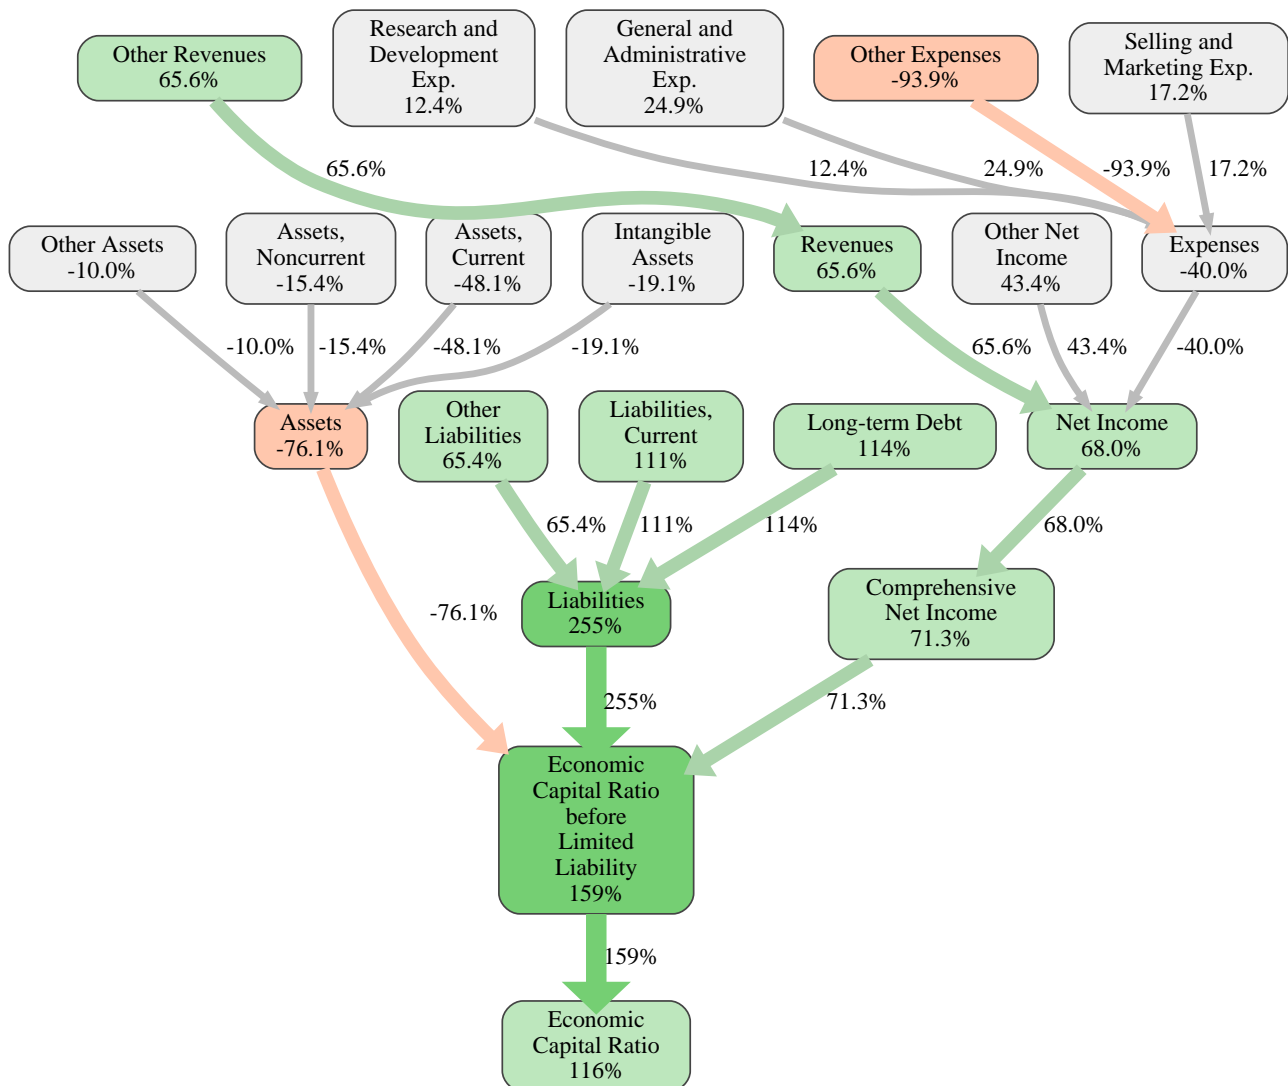 Other Revenues
65.6%
Research and
Development
Exp.
12.4%
General and
Administrative
Exp.
24.9%
Other Expenses
-93.9%
Selling and
Marketing Exp.
17.2%
65.6%
12.4%
24.9%
-93.9%
17.2%
Other Assets
-10.0%
Assets,
Noncurrent
-15.4%
Assets,
Current
-48.1%
Intangible
Assets
-19.1%
Revenues
65.6%
Other Net
Income
43.4%
Expenses
-40.0%
-10.0%
-15.4%
-48.1%
-19.1%
65.6%
43.4%
-40.0%
Assets
-76.1%
Other
Liabilities
65.4%
Liabilities,
Current
111%
Long-term Debt
114%
Net Income
68.0%
65.4%
111%
114%
68.0%
-76.1%
Liabilities
255%
Comprehensive
Net Income
71.3%
255%
71.3%
Economic
Capital Ratio
before
Limited
Liability
159%
159%
Economic
Capital Ratio
116%